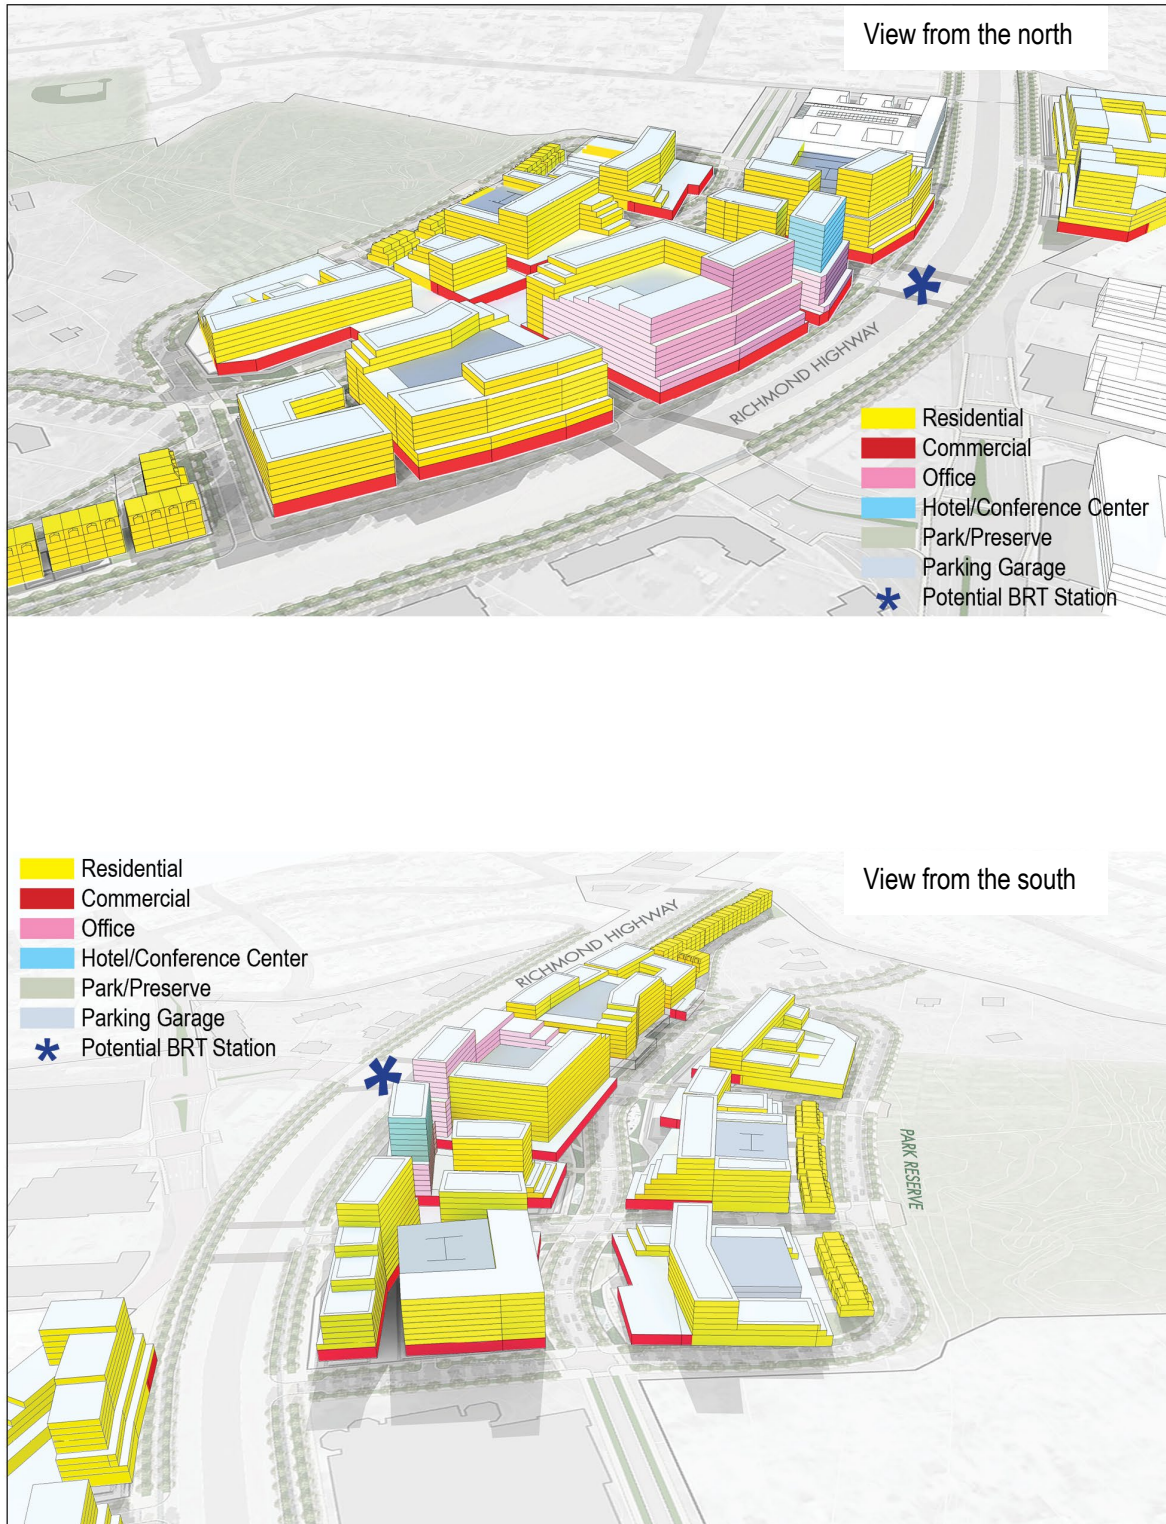 View from the north
RICHMOND HIGHWAY
Residential
Commercial
Office
Hotel/Conference Center
Park/Preserve
Parking Garage
Potential BRT Station
Residential
Commercial
Office
Hotel/Conference Center
Park/Preserve
Parking Garage
Potential BRT Station
View from the south
RICHMOND HIGHWAY
PARK RESERVE